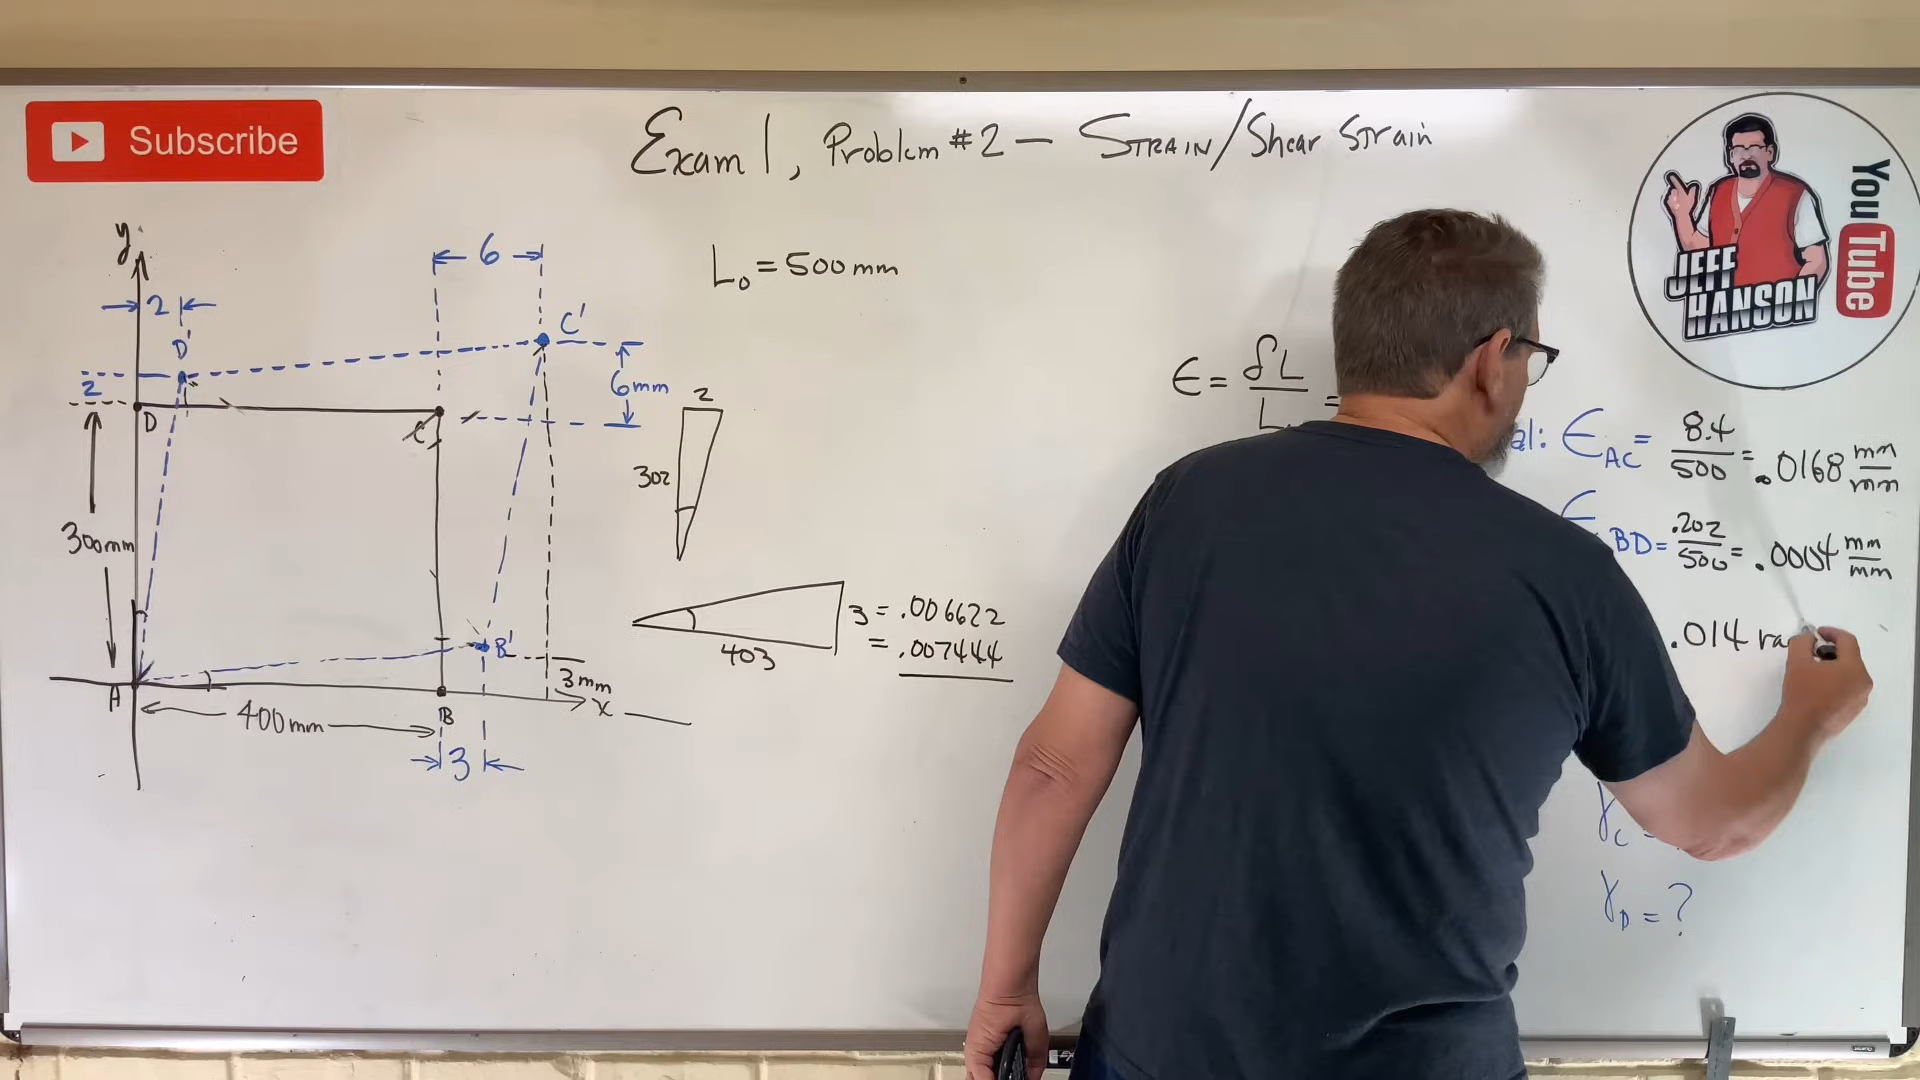 Subscribe
Exam 1, Problem #2 — STRAIN/Shear Strain
YouTube
JEFF
HANSON
y
2
D'
2
D
6
C'
6mm
C
300mm
A
400mm
B
B'
3mm
x
3
L₀ = 500mm
2
302
403
3 = .006622
= .007444
ϵ = δL / L
=
al: ϵ_AC = 8.4 / 500 = .0168 mm/mm
ϵ_BD = .202 / 500 = .0004 mm/mm
.014 ra
γ_C =
γ_D = ?